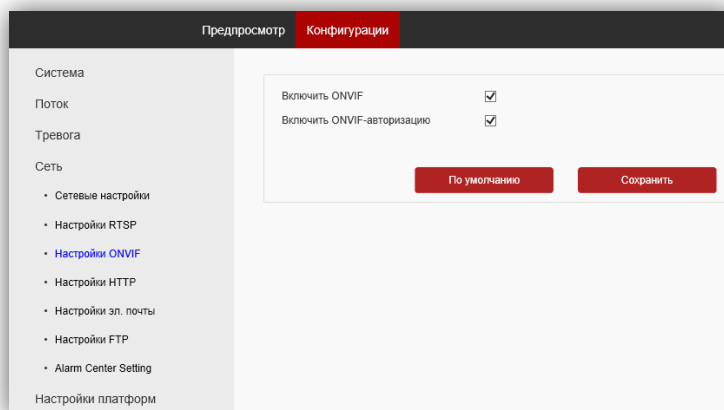 Предпросмотр Конфигурации
Система
Поток
Тревога
Сеть
• Сетевые настройки
• Настройки RTSP
• Настройки ONVIF
• Настройки HTTP
• Настройки эл. почты
• Настройки FTP
• Alarm Center Setting
Настройки платформ
Включить ONVIF
Включить ONVIF-авторизацию
По умолчанию Сохранить